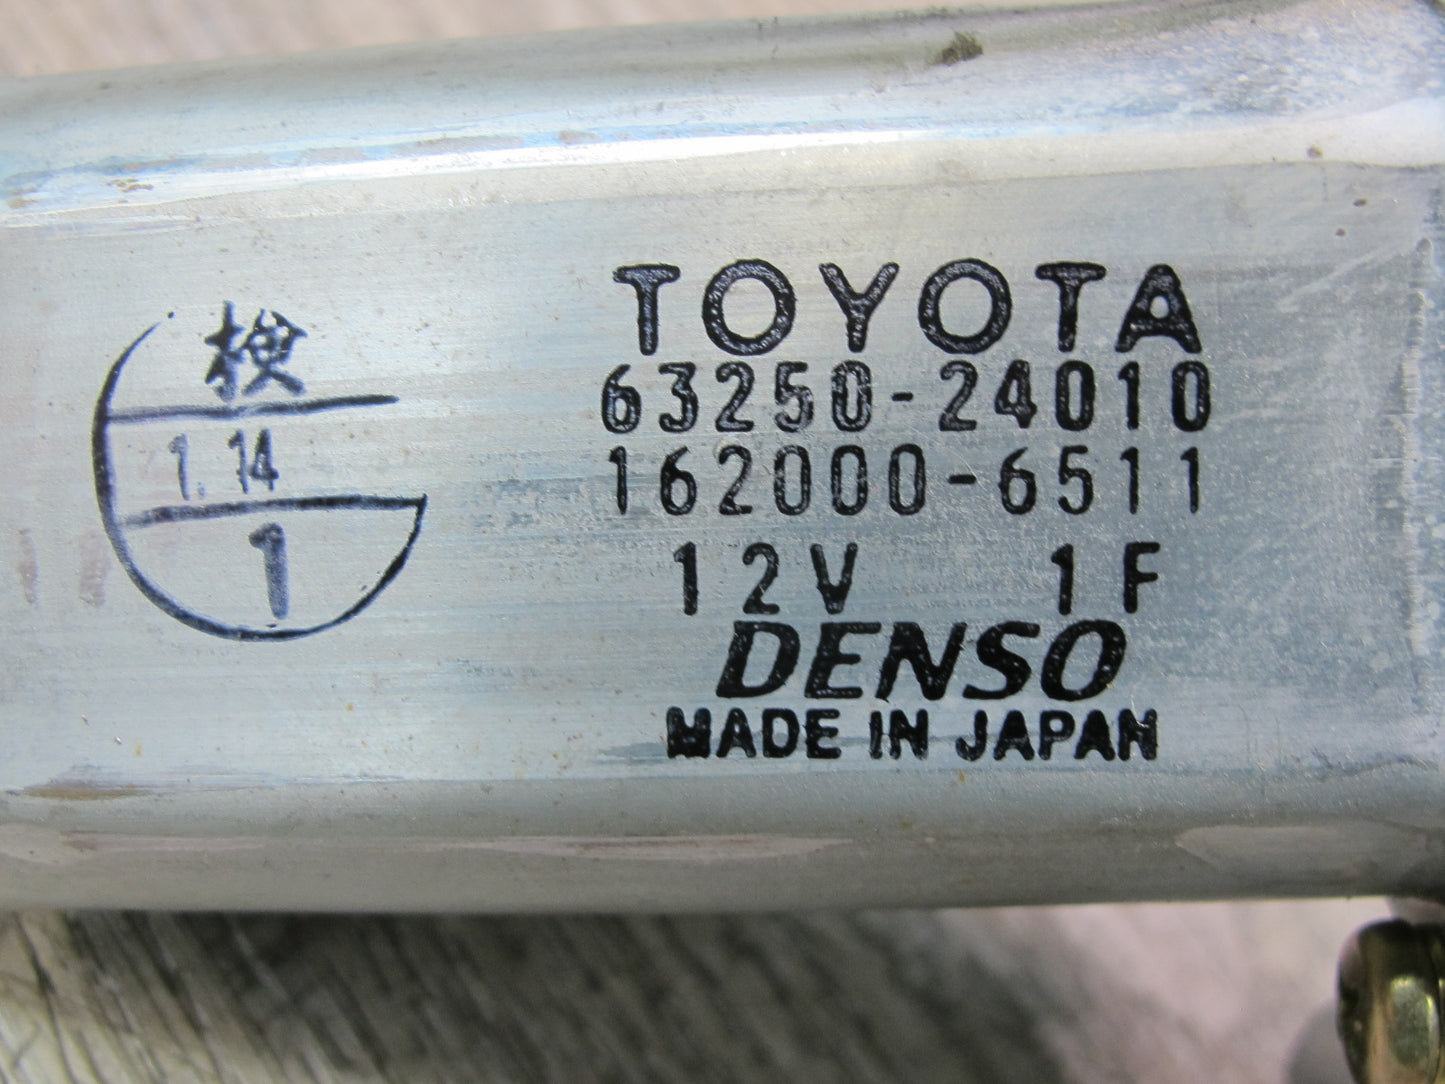 検
1.14
1
TOYOTA
63250-24010
162000-6511
12V 1F
DENSO
MADE IN JAPAN